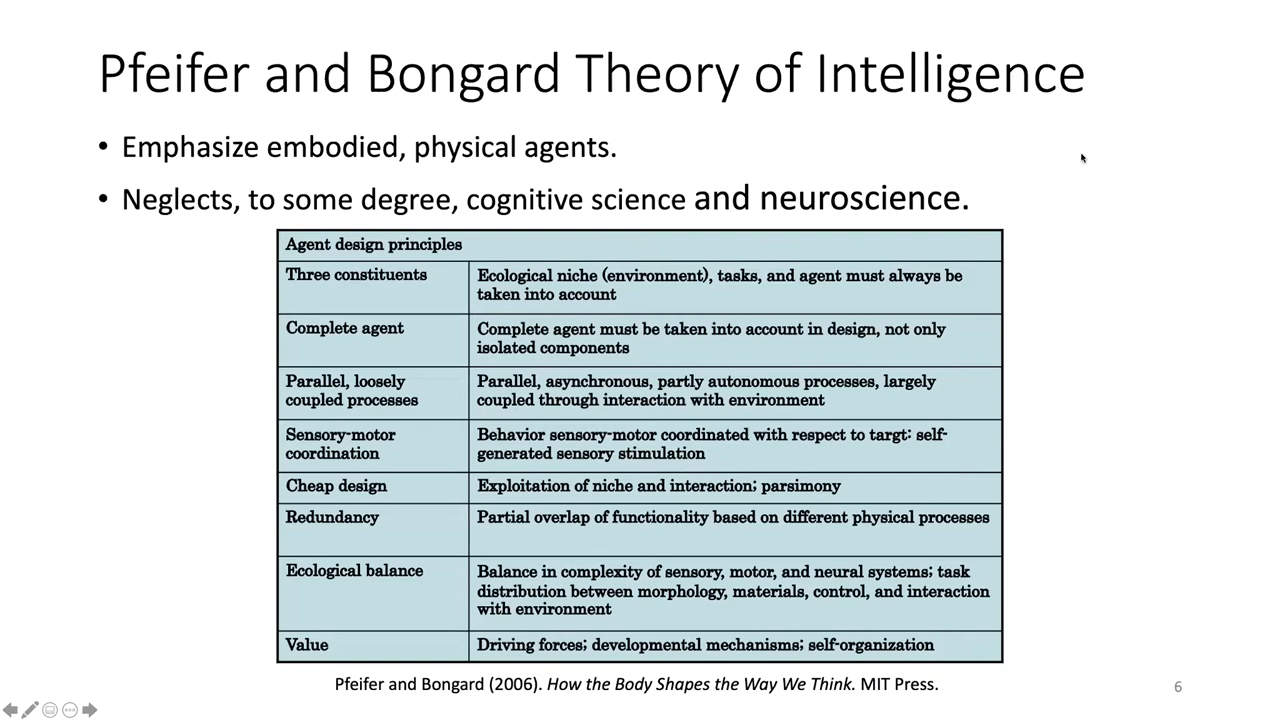 Pfeifer and Bongard Theory of Intelligence
• Emphasize embodied, physical agents.
• Neglects, to some degree, cognitive science and neuroscience.
Agent design principles
Three constituents
Ecological niche (environment), tasks, and agent must always be
taken into account
Complete agent
Complete agent must be taken into account in design, not only
isolated components
Parallel, loosely
coupled processes
Parallel, asynchronous, partly autonomous processes, largely
coupled through interaction with environment
Sensory-motor
coordination
Behavior sensory-motor coordinated with respect to targt: self-
generated sensory stimulation
Cheap design
Exploitation of niche and interaction; parsimony
Redundancy
Partial overlap of functionality based on different physical processes
Ecological balance
Balance in complexity of sensory, motor, and neural systems; task
distribution between morphology, materials, control, and interaction
with environment
Value
Driving forces; developmental mechanisms; self-organization
Pfeifer and Bongard (2006). How the Body Shapes the Way We Think. MIT Press.
6